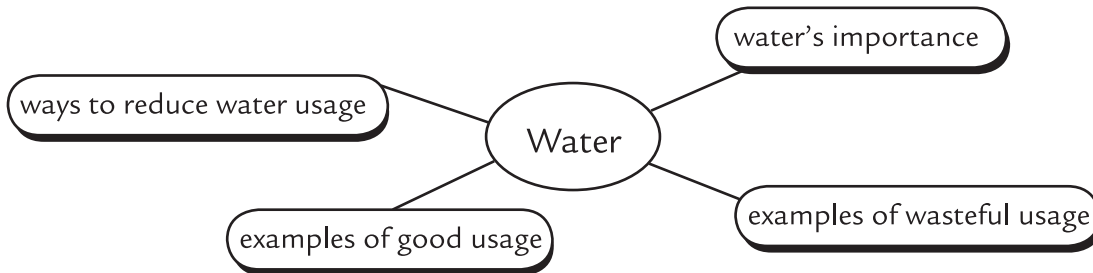 water’s importance
ways to reduce water usage
Water
examples of wasteful usage
examples of good usage